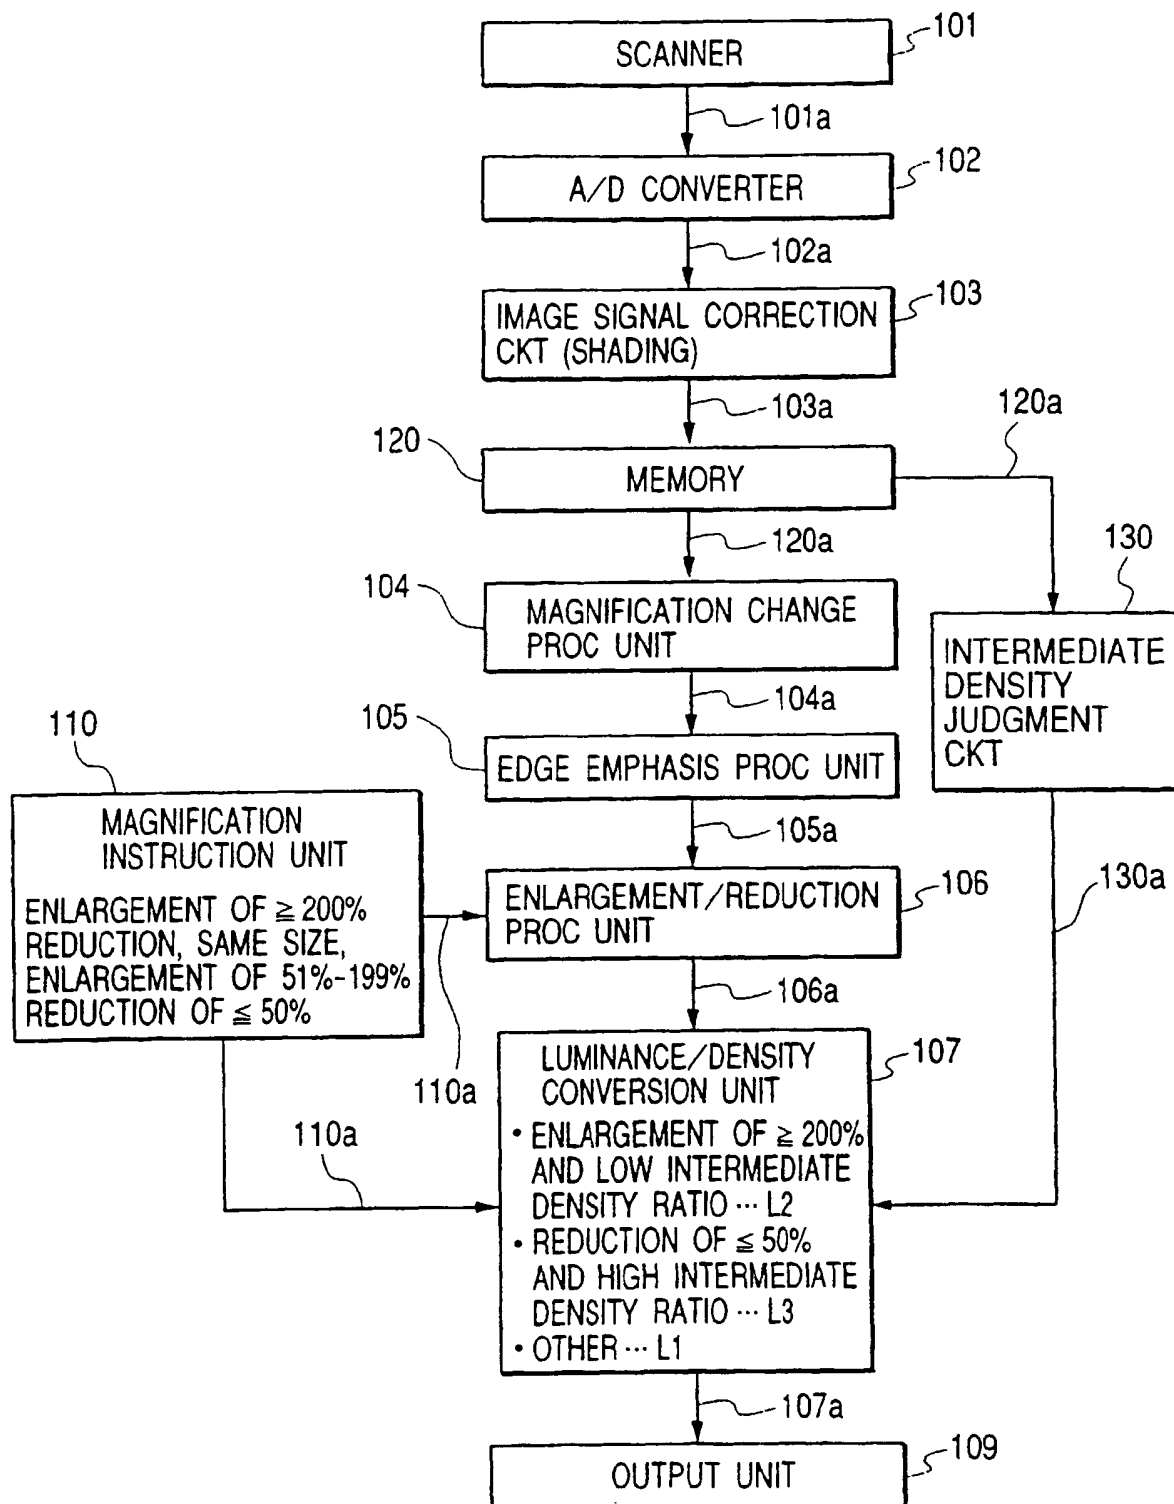 101
SCANNER
101a
102
A/D CONVERTER
102a
103
IMAGE SIGNAL CORRECTION
CKT (SHADING)
103a
120a
120
MEMORY
120a
130
104
MAGNIFICATION CHANGE
PROC UNIT
INTERMEDIATE
DENSITY
JUDGMENT
CKT
104a
105
110
EDGE EMPHASIS PROC UNIT
MAGNIFICATION
INSTRUCTION UNIT
ENLARGEMENT OF ≧ 200%
REDUCTION, SAME SIZE,
ENLARGEMENT OF 51%-199%
REDUCTION OF ≦ 50%
105a
ENLARGEMENT/REDUCTION
PROC UNIT
106
130a
106a
110a
110a
LUMINANCE/DENSITY
CONVERSION UNIT
107
• ENLARGEMENT OF ≧ 200%
AND LOW INTERMEDIATE
DENSITY RATIO ··· L2
• REDUCTION OF ≦ 50%
AND HIGH INTERMEDIATE
DENSITY RATIO ··· L3
• OTHER ··· L1
107a
109
OUTPUT UNIT